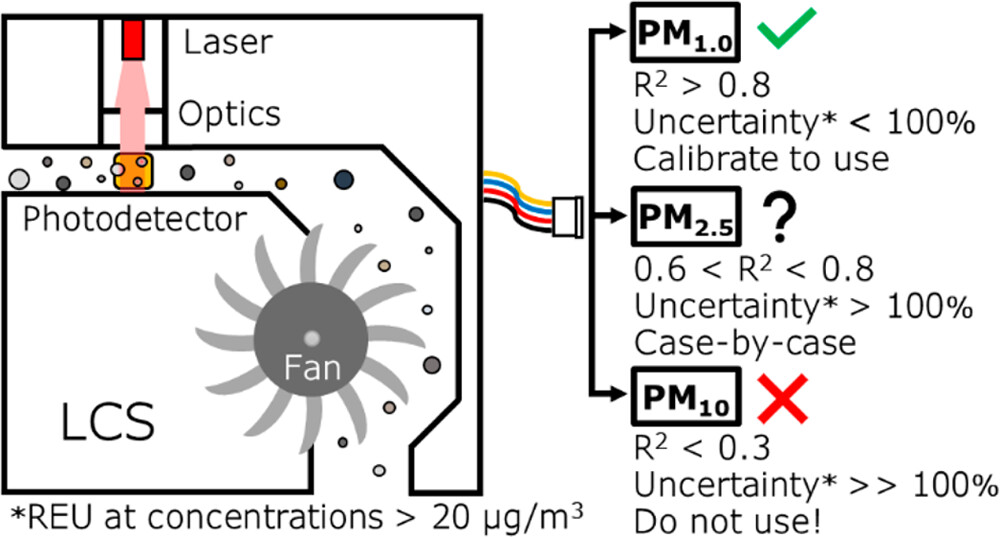 Laser
Optics
Photodetector
Fan
LCS
*REU at concentrations > 20 µg/m³
PM₁.₀
R² > 0.8
Uncertainty* < 100%
Calibrate to use
PM₂.₅ ?
0.6 < R² < 0.8
Uncertainty* > 100%
Case-by-case
PM₁₀
R² < 0.3
Uncertainty* >> 100%
Do not use!